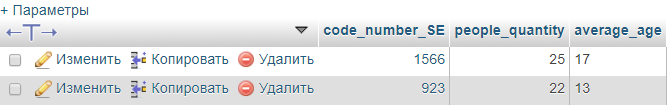 + Параметры
←T→ code_number_SE people_quantity average_age
Изменить Копировать Удалить 1566 25 17
Изменить Копировать Удалить 923 22 13